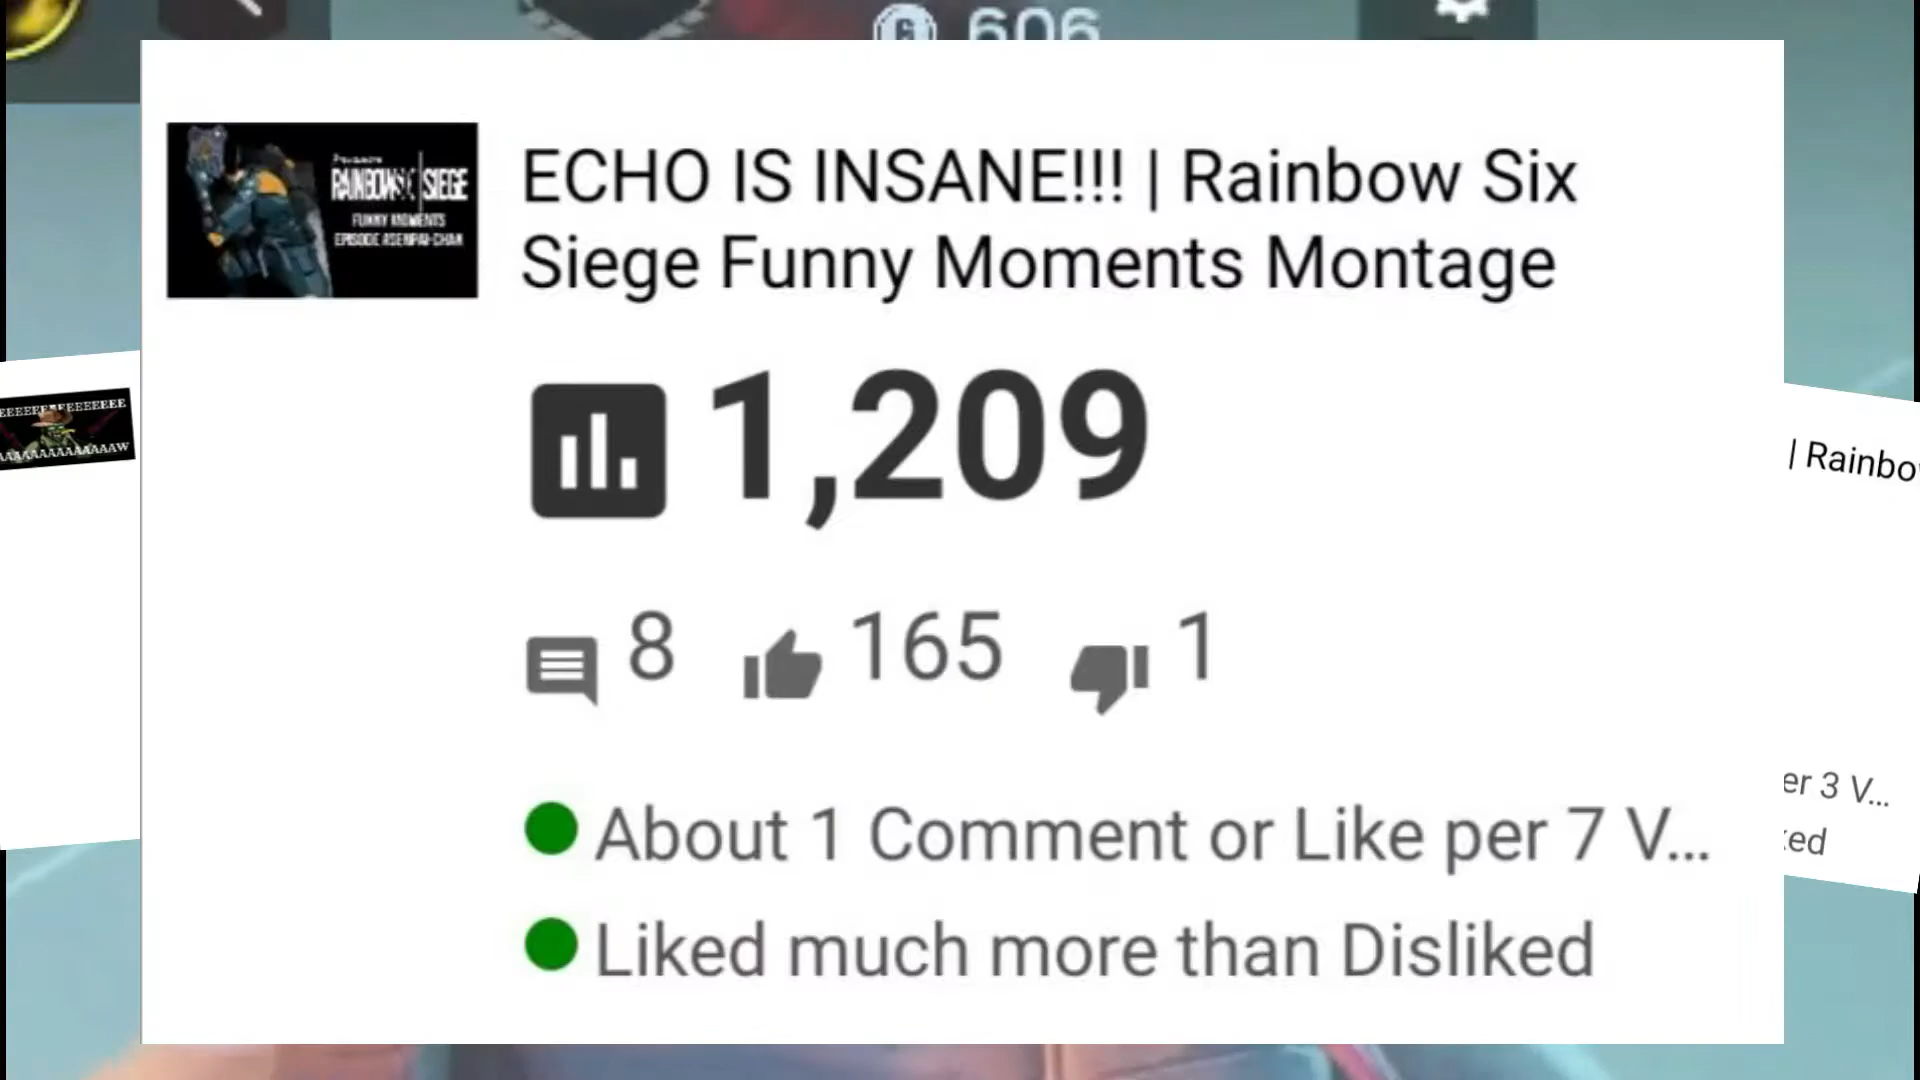 606
RAINBOW SIX SIEGE
FUNNY MOMENTS
ECHO IS INSANE!!! | Rainbow Six
Siege Funny Moments Montage
1,209
8 165 1
About 1 Comment or Like per 7 V...
Liked much more than Disliked
| Rainbo
er 3 V...
ked